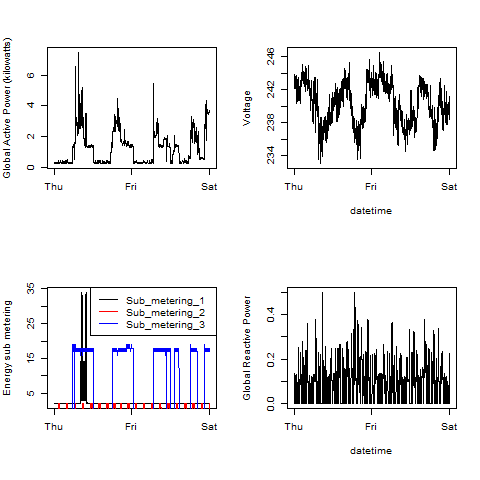 Global Active Power (kilowatts)
6
4
2
0
Thu
Fri
Sat
Voltage
246
242
238
234
Thu
Fri
Sat
datetime
Energy sub metering
35
25
15
5
Sub_metering_1
Sub_metering_2
Sub_metering_3
Thu
Fri
Sat
Global Reactive Power
0.4
0.2
0.0
Thu
Fri
Sat
datetime